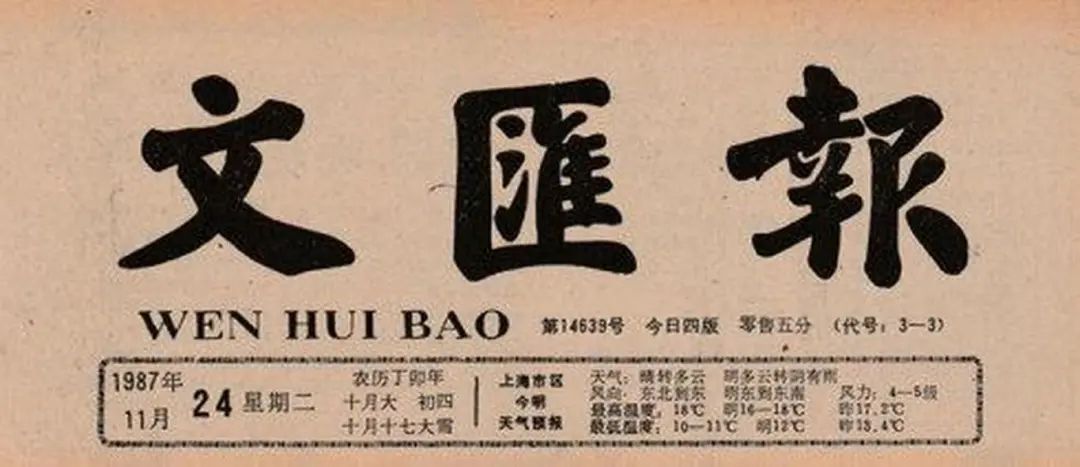 文匯報
WEN HUI BAO 第14639号 今日四版 零售五分 (代号：3—3)
1987年
11月
24 星期二
农历丁卯年
十月大 初四
十月十七大雪
上海市区
今明
天气预报
天气：晴转多云 明多云转阴有雨
风向：东北到东 明东到东南 风力：4—5级
最高温度：18℃ 明16—18℃ 昨17.2℃
最低温度：10—11℃ 明12℃ 昨13.4℃